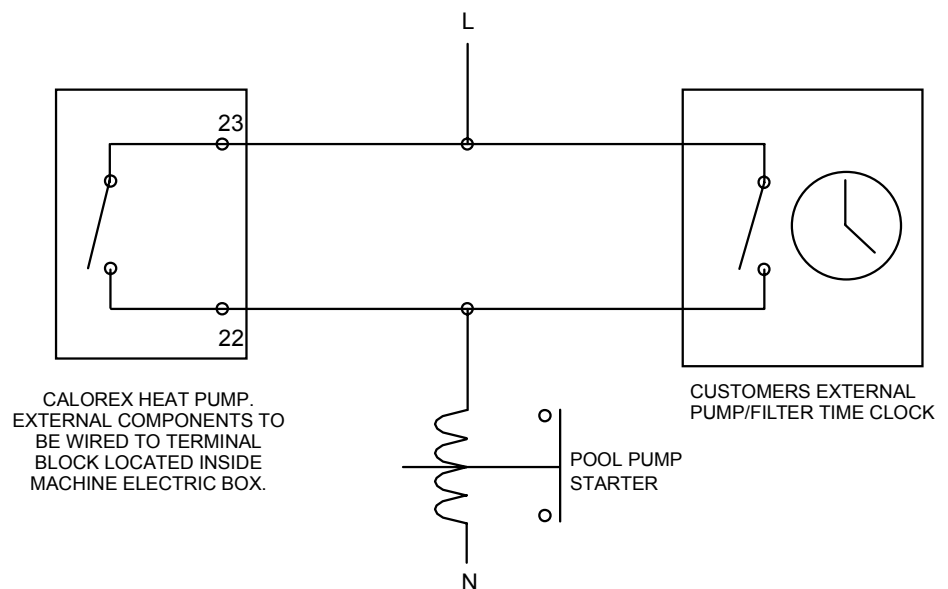 L
23
22
CALOREX HEAT PUMP.
EXTERNAL COMPONENTS TO
BE WIRED TO TERMINAL
BLOCK LOCATED INSIDE
MACHINE ELECTRIC BOX.
CUSTOMERS EXTERNAL
PUMP/FILTER TIME CLOCK
POOL PUMP
STARTER
N